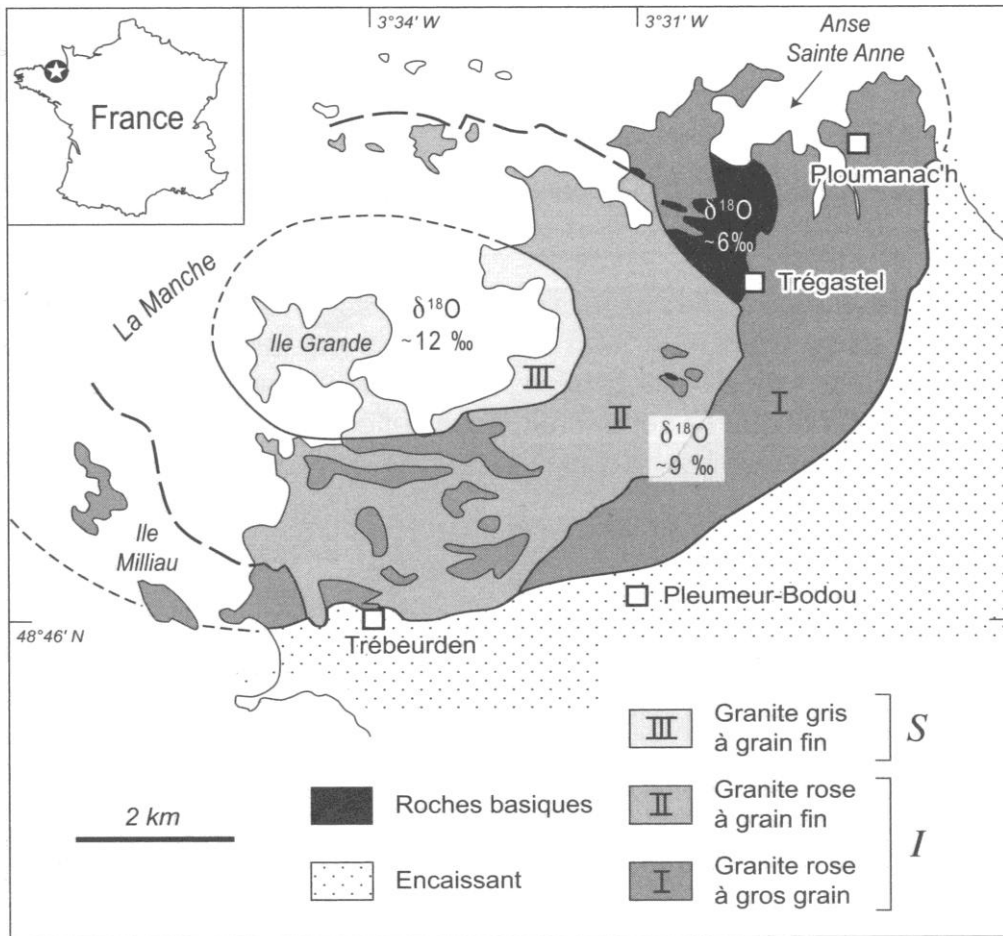 3°34' W
3°31' W
Anse
Sainte Anne
France
Ploumanac'h
δ¹⁸O
~6‰
Trégastel
La Manche
δ¹⁸O
~12 ‰
Ile Grande
III
II
I
δ¹⁸O
~9 ‰
Ile
Milliau
Pleumeur-Bodou
48°46' N
Trébeurden
III
Granite gris
à grain fin
S
2 km
Roches basiques
II
Granite rose
à grain fin
I
Encaissant
I
Granite rose
à gros grain